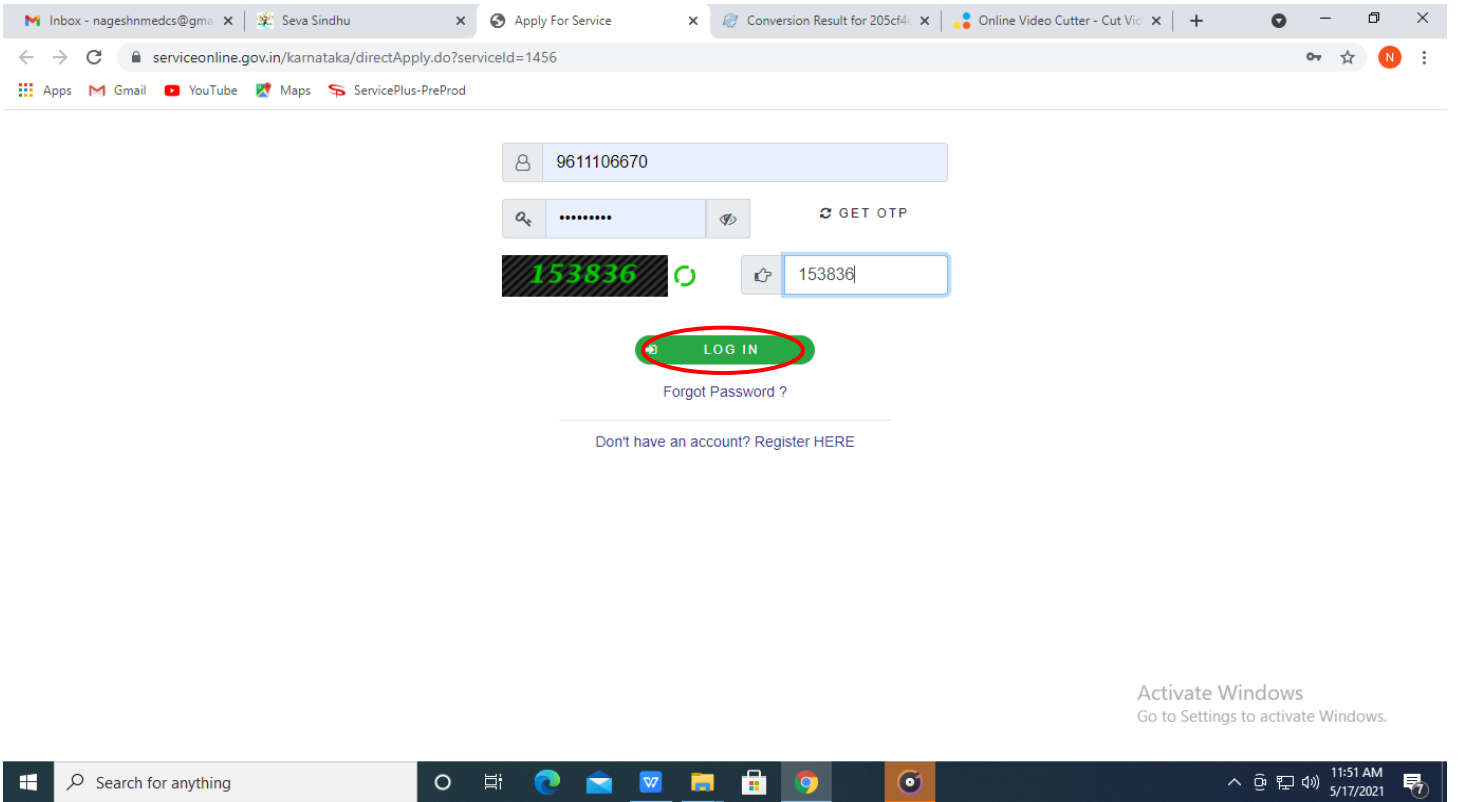 Inbox - nageshnmedcs@gma
Seva Sindhu
Apply For Service
Conversion Result for 205cf4
Online Video Cutter - Cut Vid
serviceonline.gov.in/karnataka/directApply.do?serviceId=1456
N
Apps
Gmail
YouTube
Maps
ServicePlus-PreProd
9611106670
•••••••••
GET OTP
153836
153836
LOG IN
Forgot Password ?
Don't have an account? Register HERE
Activate Windows
Go to Settings to activate Windows.
Search for anything
W
11:51 AM
5/17/2021
7